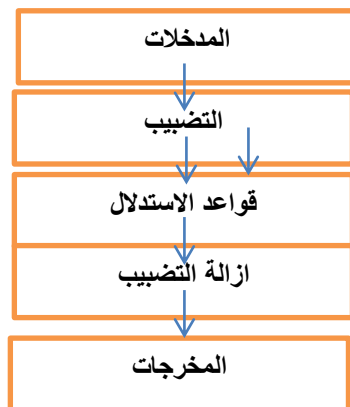 المدخلات
التضبيب
قواعد الاستدلال
ازالة التضبيب
المخرجات